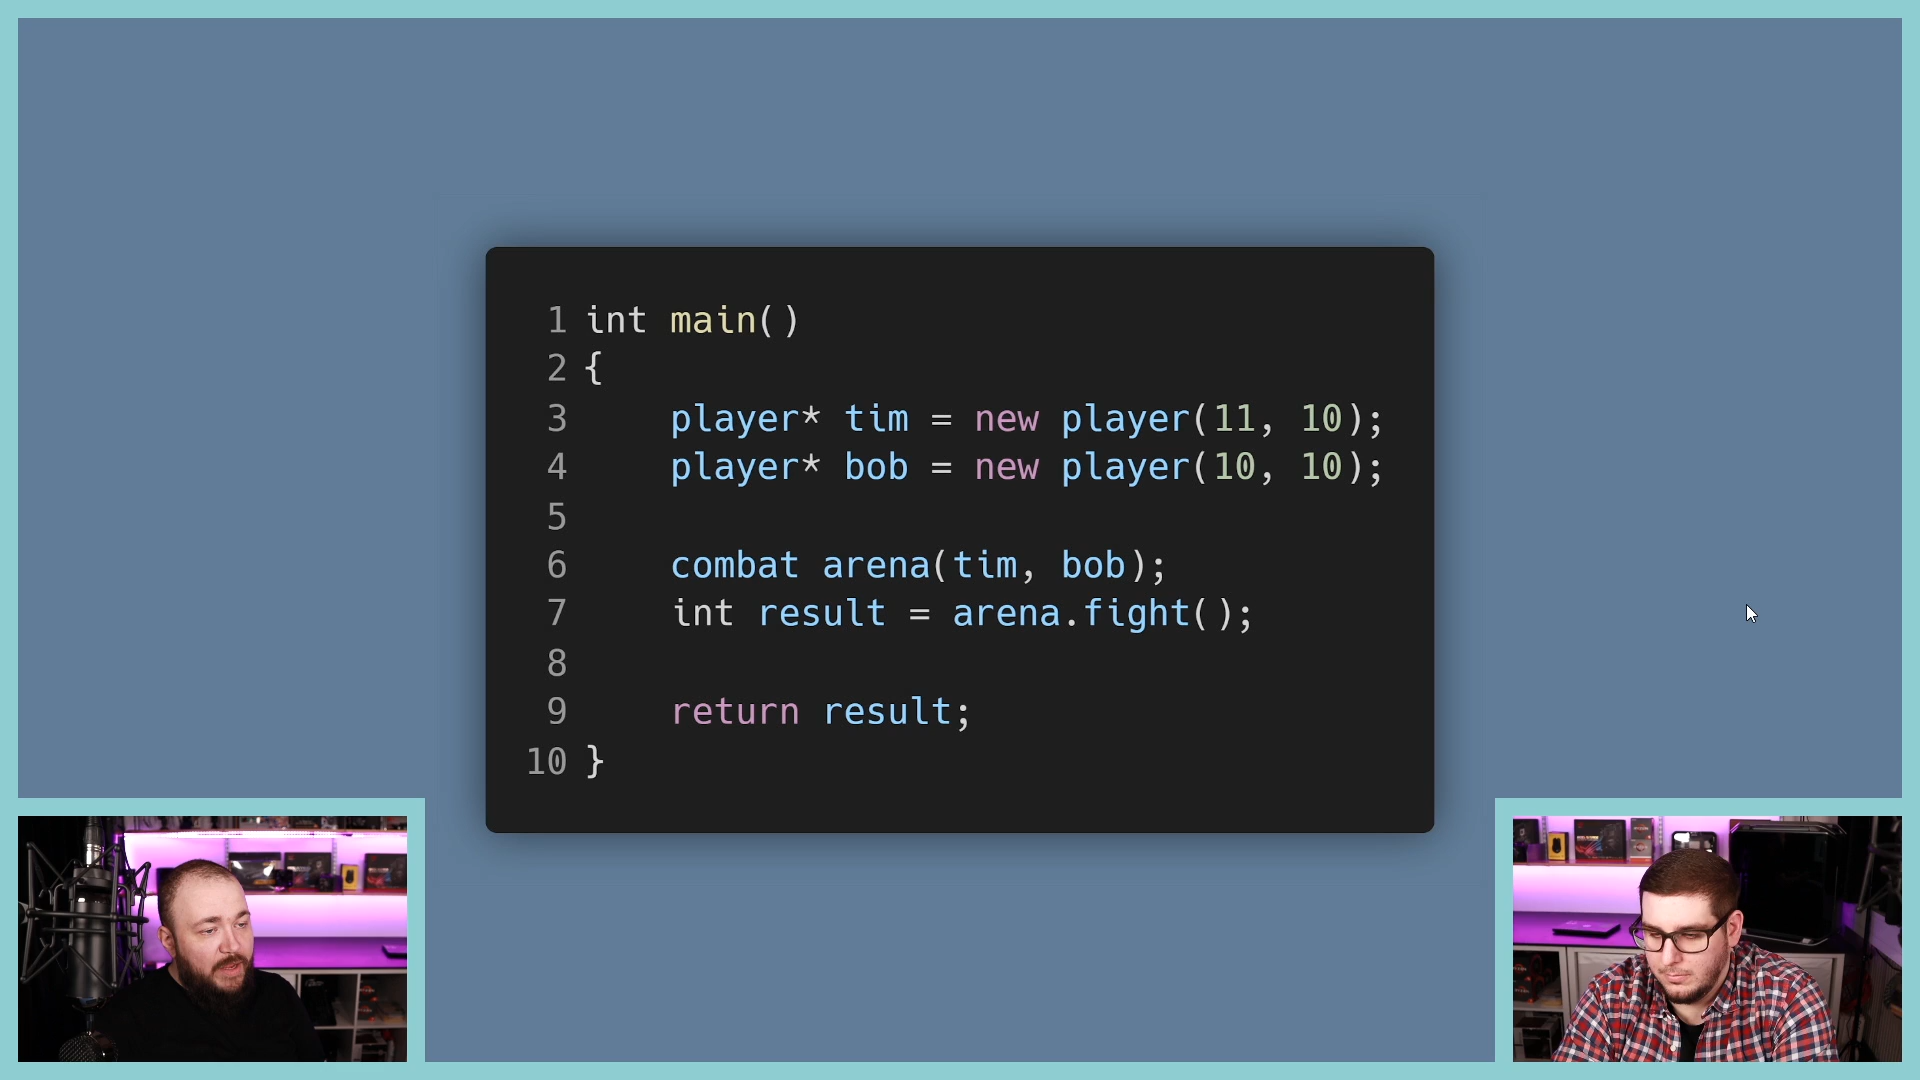 1 int main()
2 {
3     player* tim = new player(11, 10);
4     player* bob = new player(10, 10);
5
6     combat arena(tim, bob);
7     int result = arena.fight();
8
9     return result;
10 }